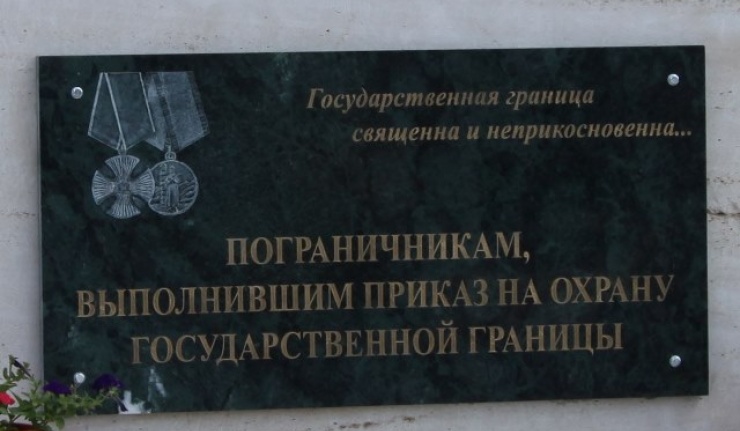 Государственная граница
священна и неприкосновенна...
ПОГРАНИЧНИКАМ,
ВЫПОЛНИВШИМ ПРИКАЗ НА ОХРАНУ
ГОСУДАРСТВЕННОЙ ГРАНИЦЫ